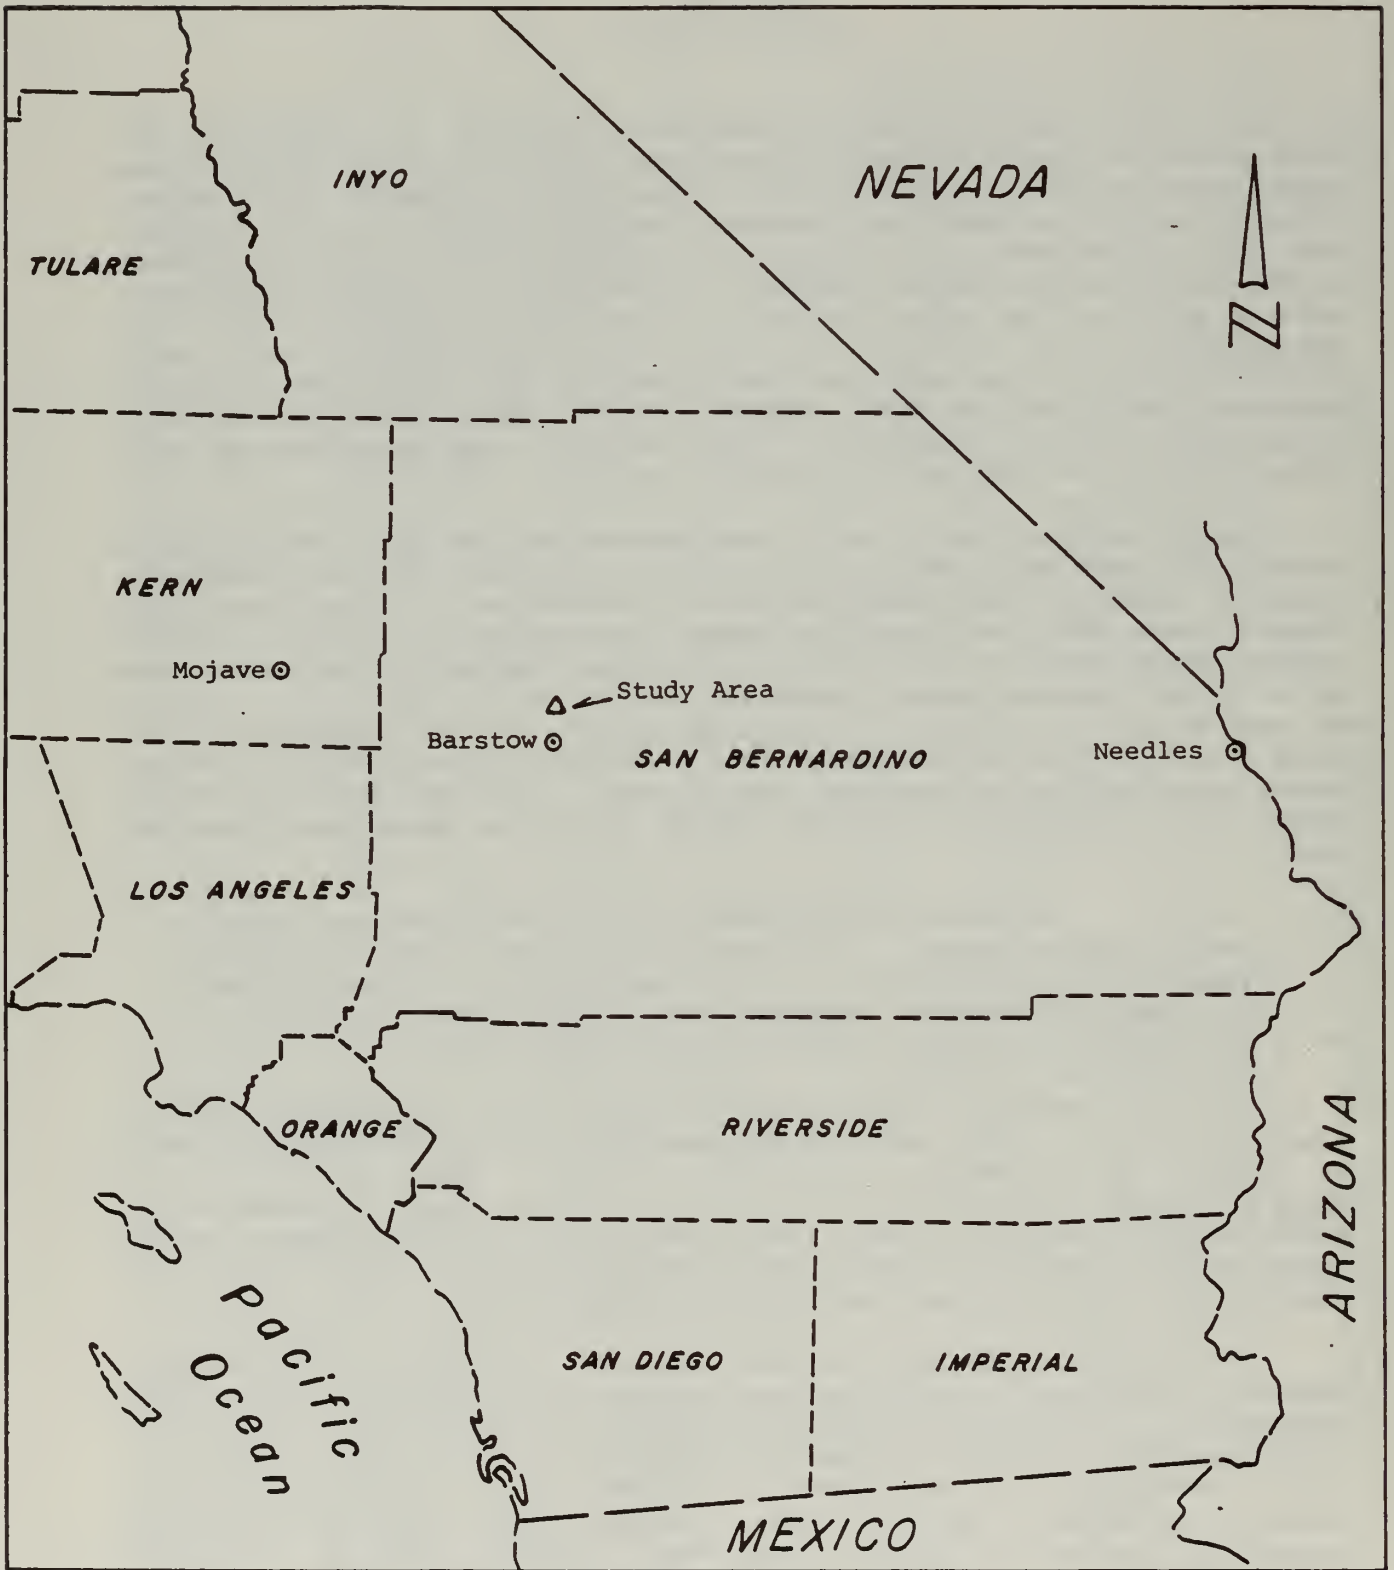 INYO
NEVADA
TULARE
N
KERN
Mojave
Study Area
Barstow
SAN BERNARDINO
Needles
LOS ANGELES
ORANGE
RIVERSIDE
ARIZONA
Pacific
Ocean
SAN DIEGO
IMPERIAL
MEXICO